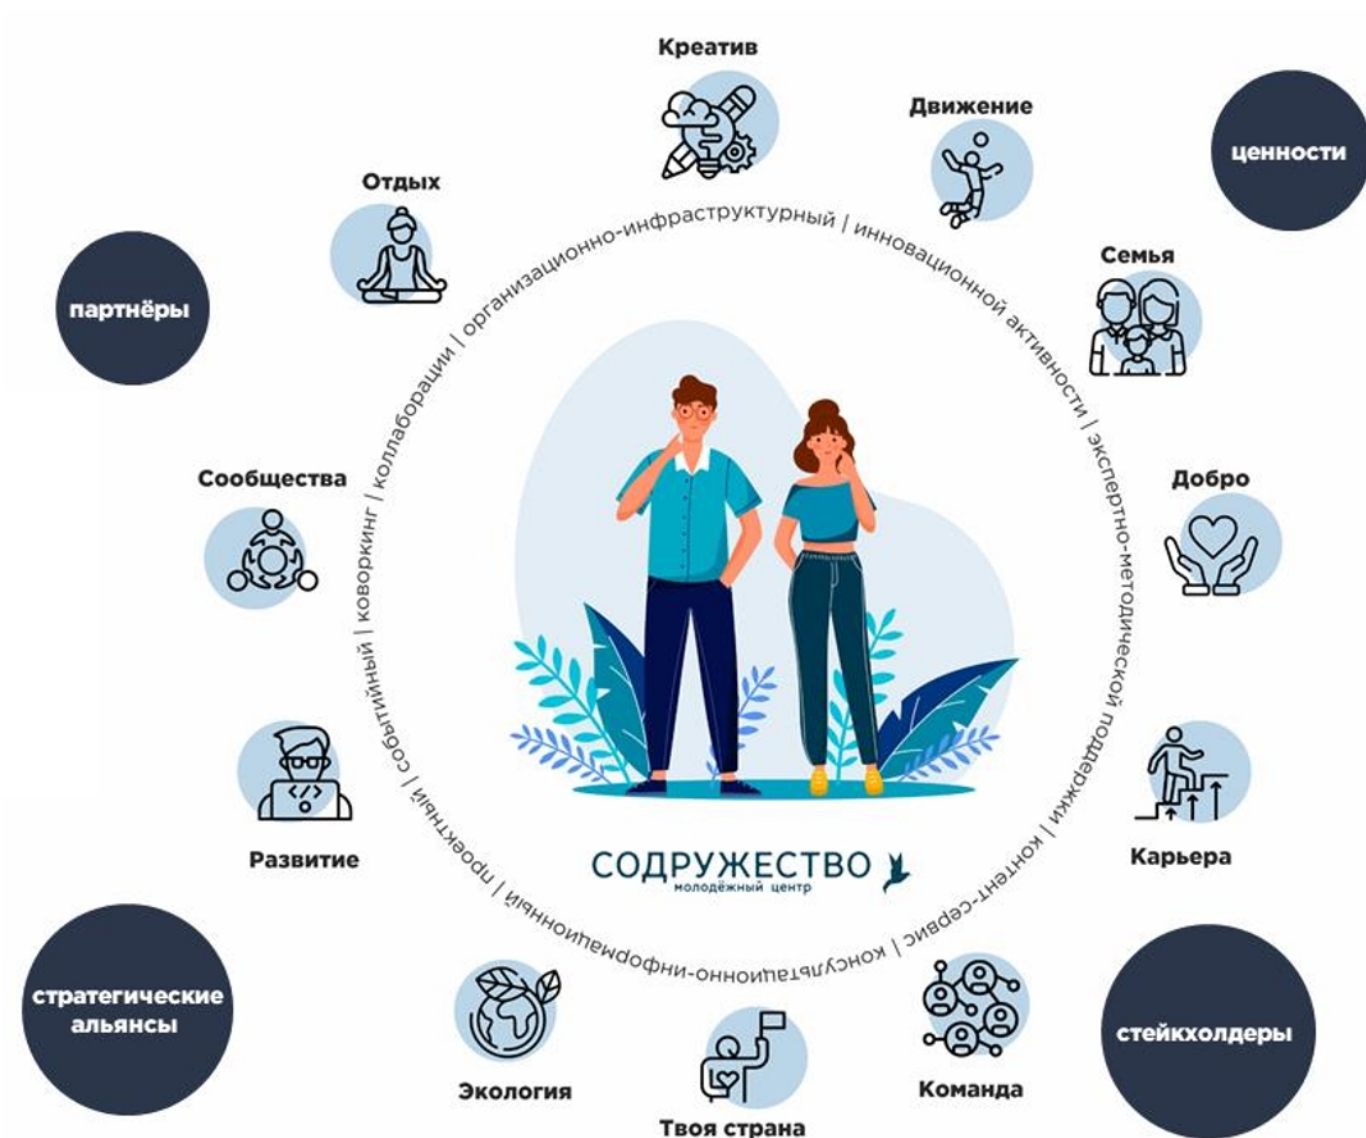 Креатив
Движение
ценности
Отдых
Семья
партнёры
организационно-инфраструктурный | инновационной активности | экспертно-методической поддержки | контент-сервис | консультационно-информационный | проектный | событийный | коворкинг | коллаборации |
Сообщества
Добро
Развитие
СОДРУЖЕСТВО
молодёжный центр
Карьера
стратегические
альянсы
стейкхолдеры
Экология
Команда
Твоя страна